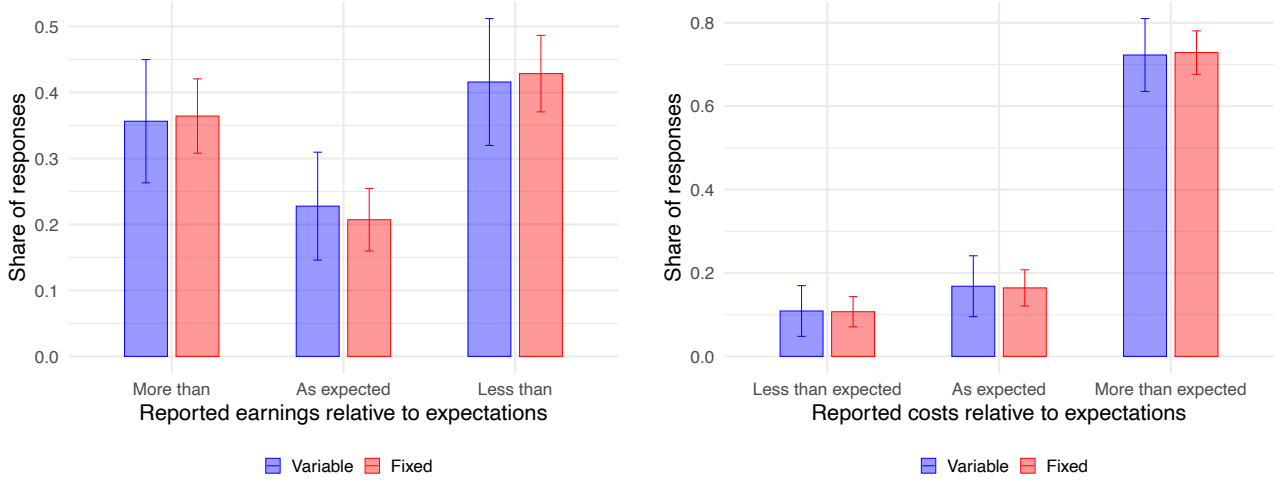 Share of responses
0.5
0.4
0.3
0.2
0.1
0.0
More than
As expected
Less than
Reported earnings relative to expectations
Variable
Fixed
Share of responses
0.8
0.6
0.4
0.2
0.0
Less than expected
As expected
More than expected
Reported costs relative to expectations
Variable
Fixed